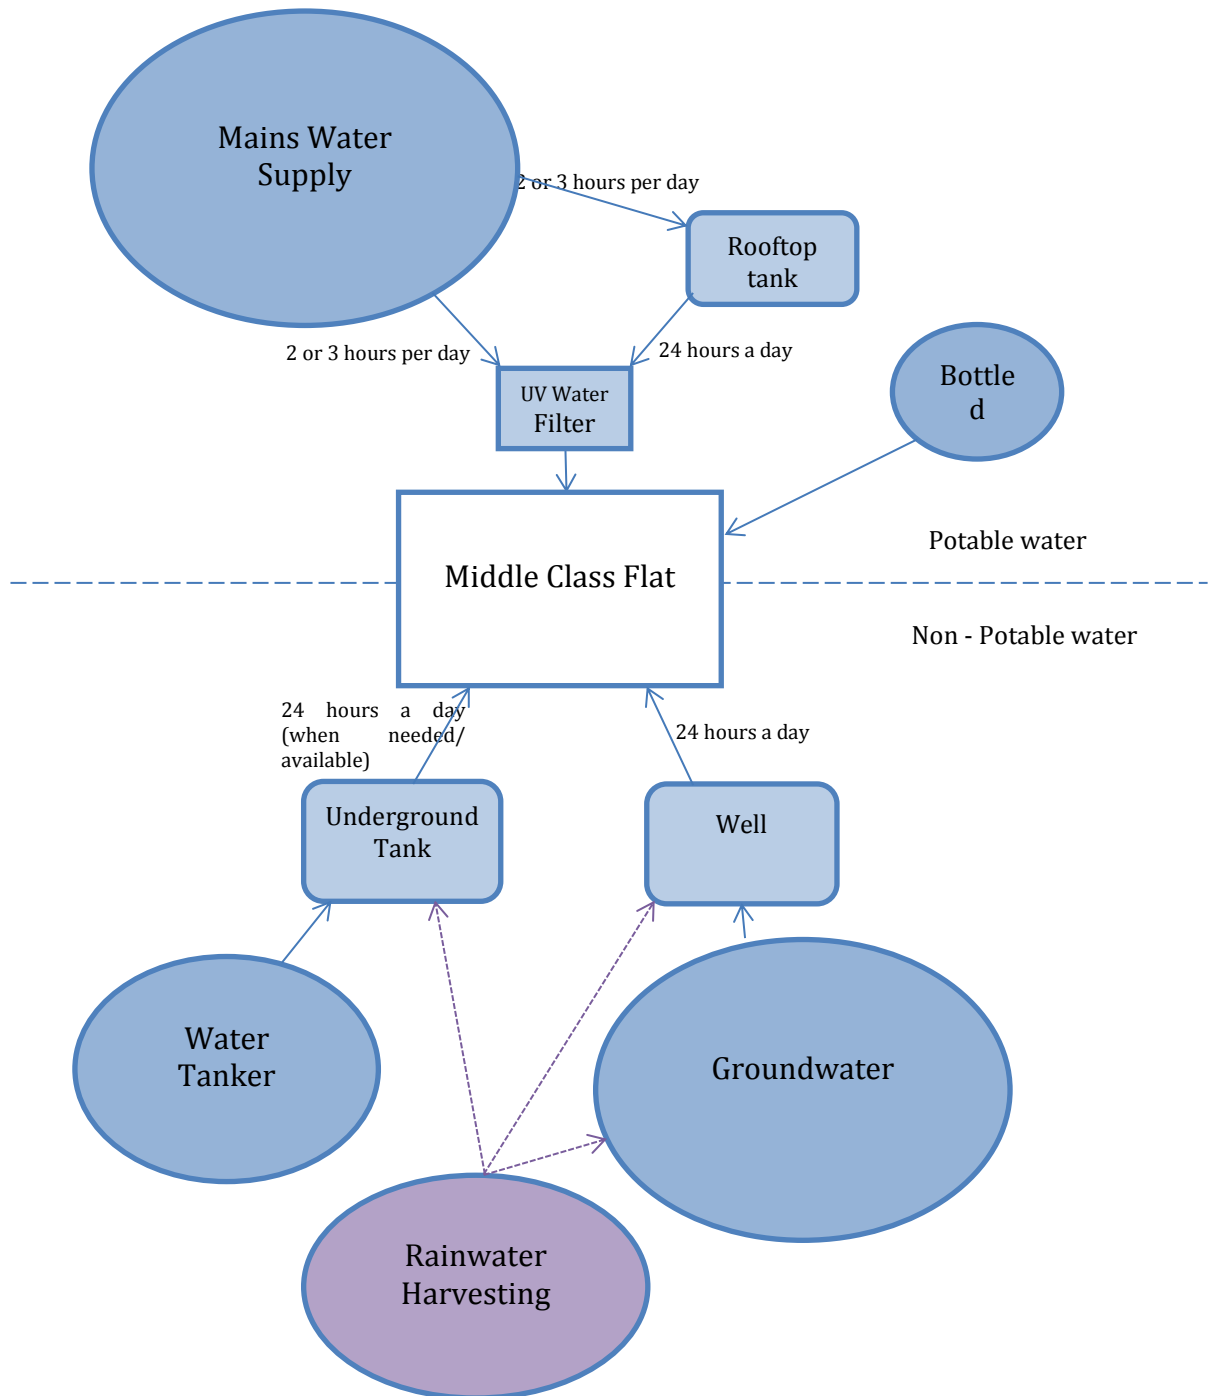 Mains Water
Supply
2 or 3 hours per day
Rooftop
tank
2 or 3 hours per day
24 hours a day
UV Water
Filter
Bottle
d
Potable water
Middle Class Flat
Non - Potable water
24 hours a day
(when needed/
available)
24 hours a day
Underground
Tank
Well
Water
Tanker
Groundwater
Rainwater
Harvesting